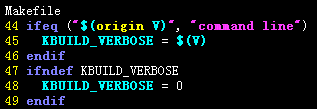 Makefile
44 ifeq ("$(origin V)", "command line")
45   KBUILD_VERBOSE = $(V)
46 endif
47 ifndef KBUILD_VERBOSE
48   KBUILD_VERBOSE = 0
49 endif